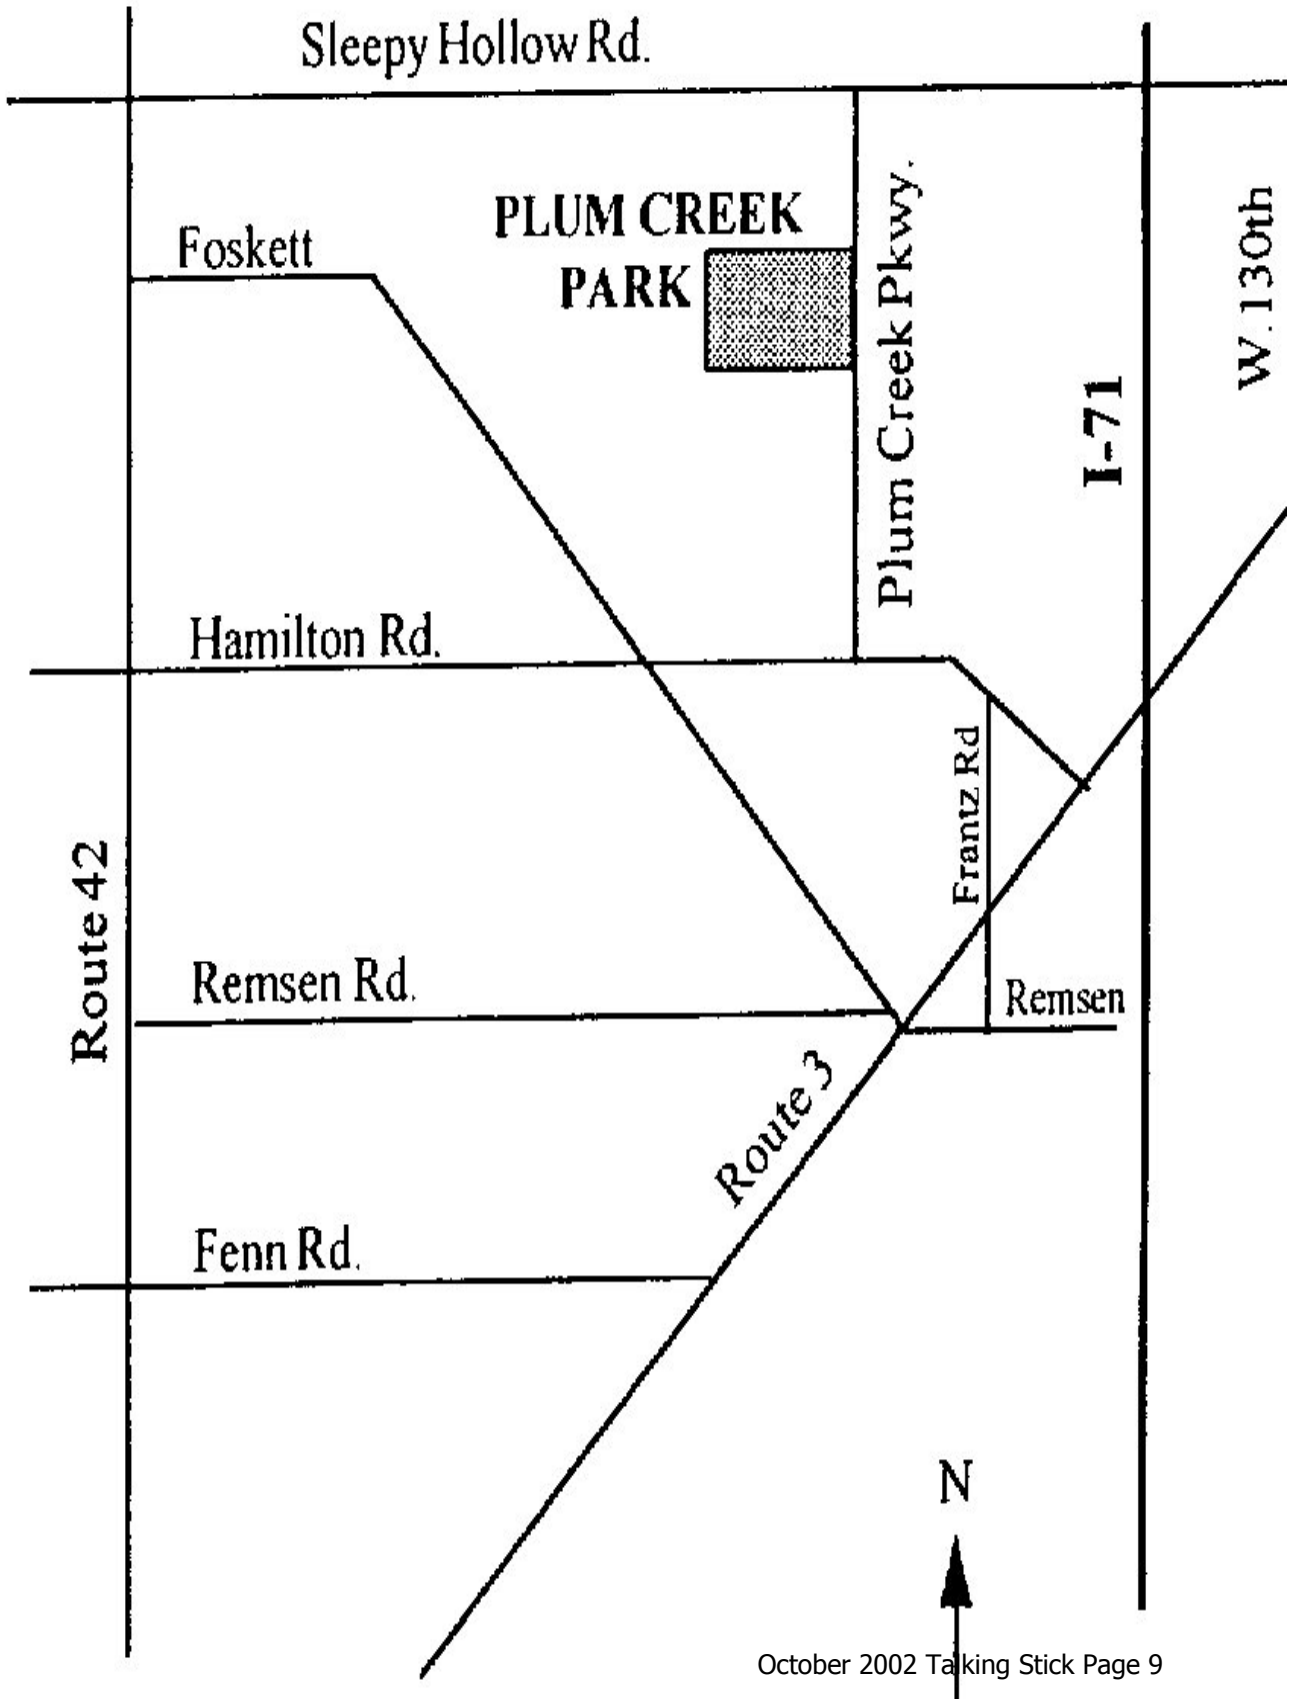 Sleepy Hollow Rd.
Foskett
PLUM CREEK
PARK
Plum Creek Pkwy.
W. 130th
I-71
Hamilton Rd.
Frantz Rd
Route 42
Remsen Rd.
Remsen
Route 3
Fenn Rd.
N
October 2002 Talking Stick Page 9